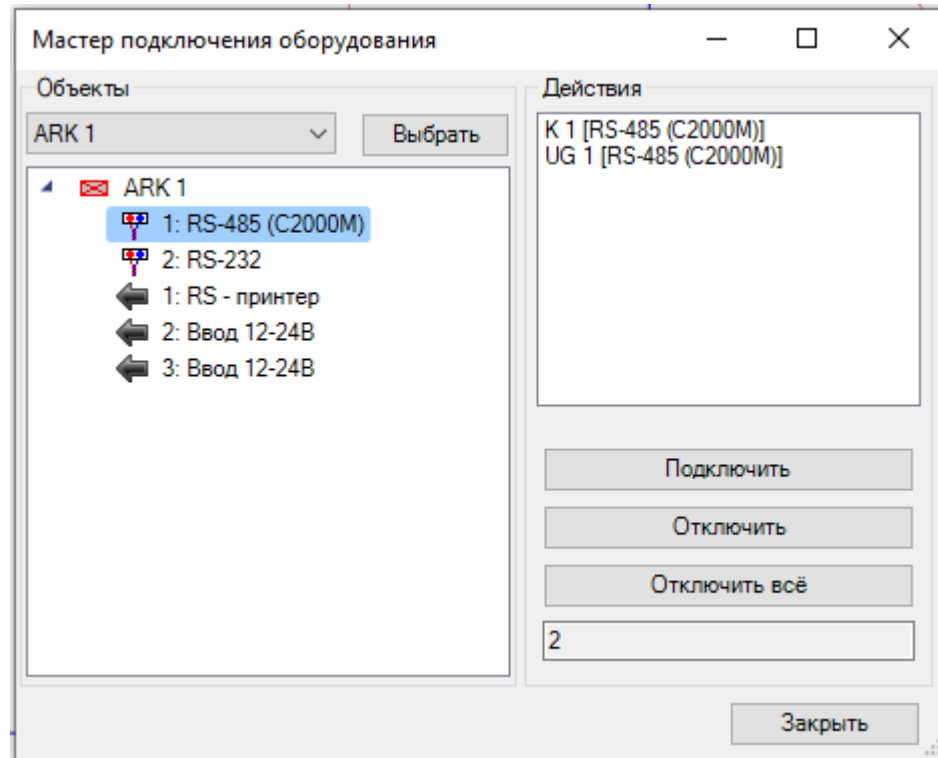 Мастер подключения оборудования
Объекты
ARK 1
Выбрать
ARK 1
1: RS-485 (C2000M)
2: RS-232
1: RS - принтер
2: Ввод 12-24В
3: Ввод 12-24В
Действия
K 1 [RS-485 (C2000M)]
UG 1 [RS-485 (C2000M)]
Подключить
Отключить
Отключить всё
2
Закрыть